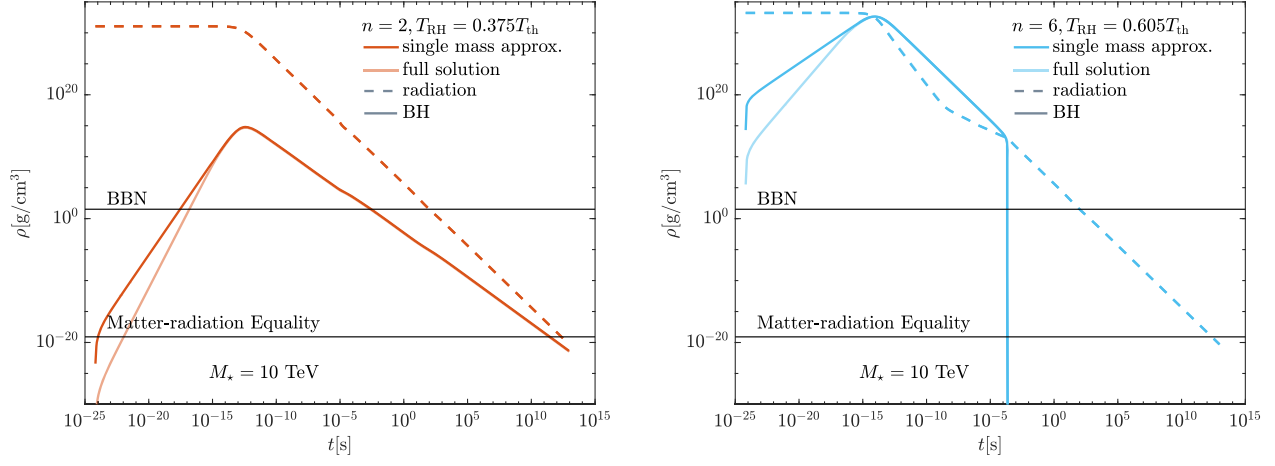 n = 2, T_RH = 0.375T_th
single mass approx.
full solution
radiation
BH
10^20
10^0
10^−20
ρ[g/cm^3]
BBN
Matter-radiation Equality
M_⋆ = 10 TeV
10^−25 10^−20 10^−15 10^−10 10^−5 10^0 10^5 10^10 10^15
t[s]
n = 6, T_RH = 0.605T_th
single mass approx.
full solution
radiation
BH
10^20
10^0
10^−20
ρ[g/cm^3]
BBN
Matter-radiation Equality
M_⋆ = 10 TeV
10^−25 10^−20 10^−15 10^−10 10^−5 10^0 10^5 10^10 10^15
t[s]